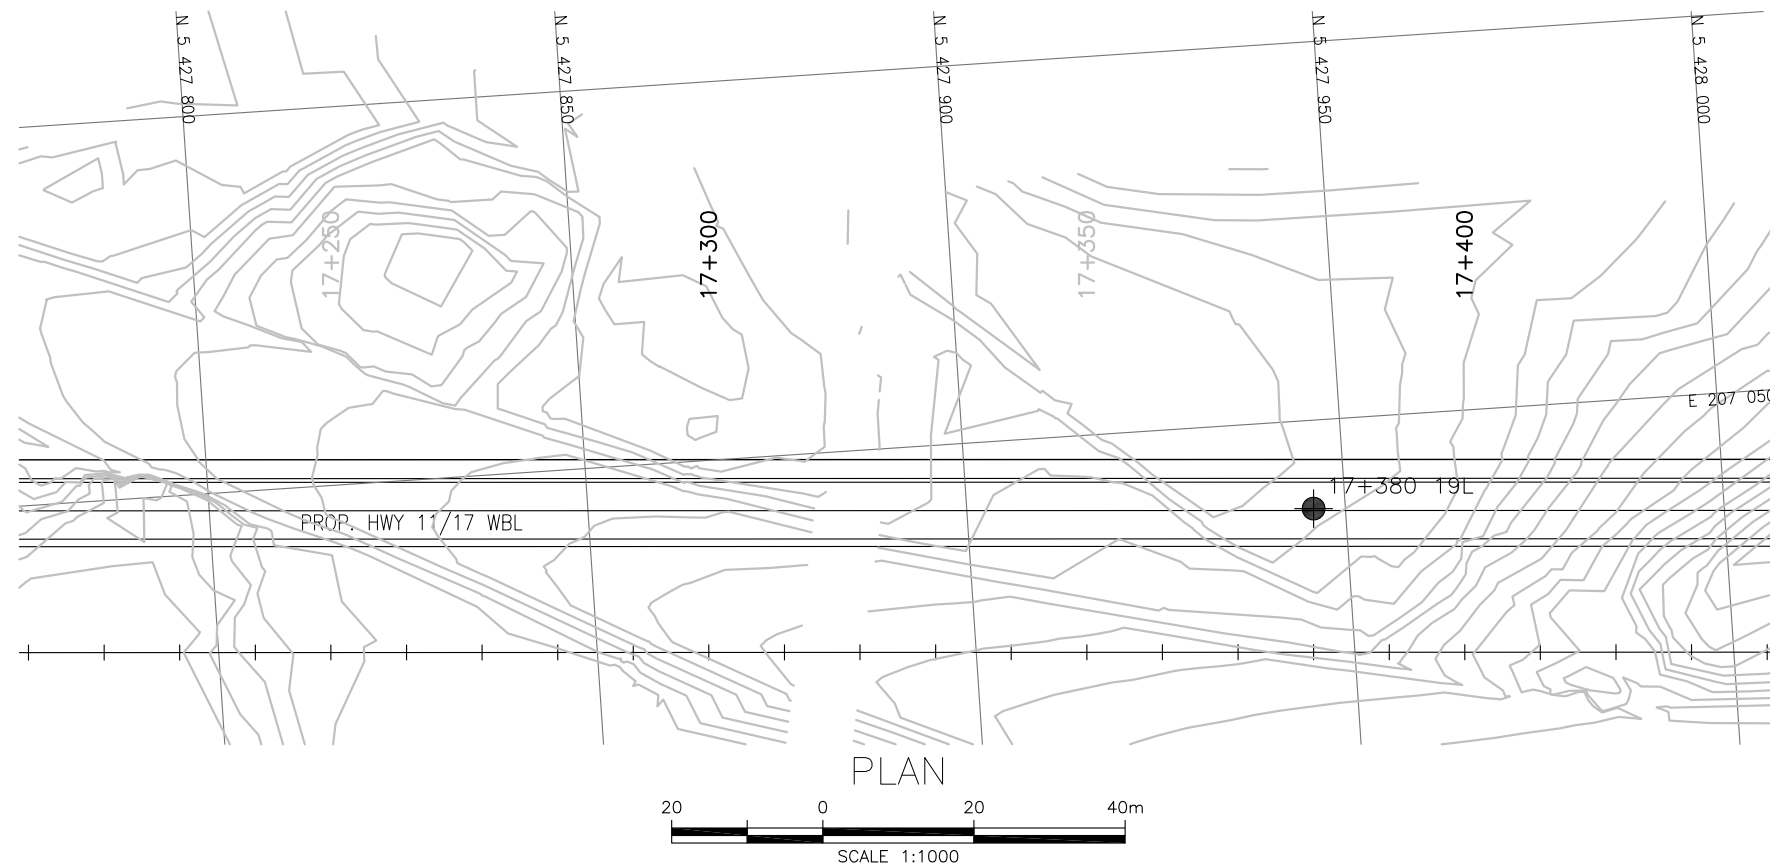 N 5 427 800
N 5 427 850
N 5 427 900
N 5 427 950
N 5 428 000
17+250
17+300
17+350
17+400
E 207 050
17+380 19L
PROP. HWY 11/17 WBL
PLAN
20 0 20 40m
SCALE 1:1000